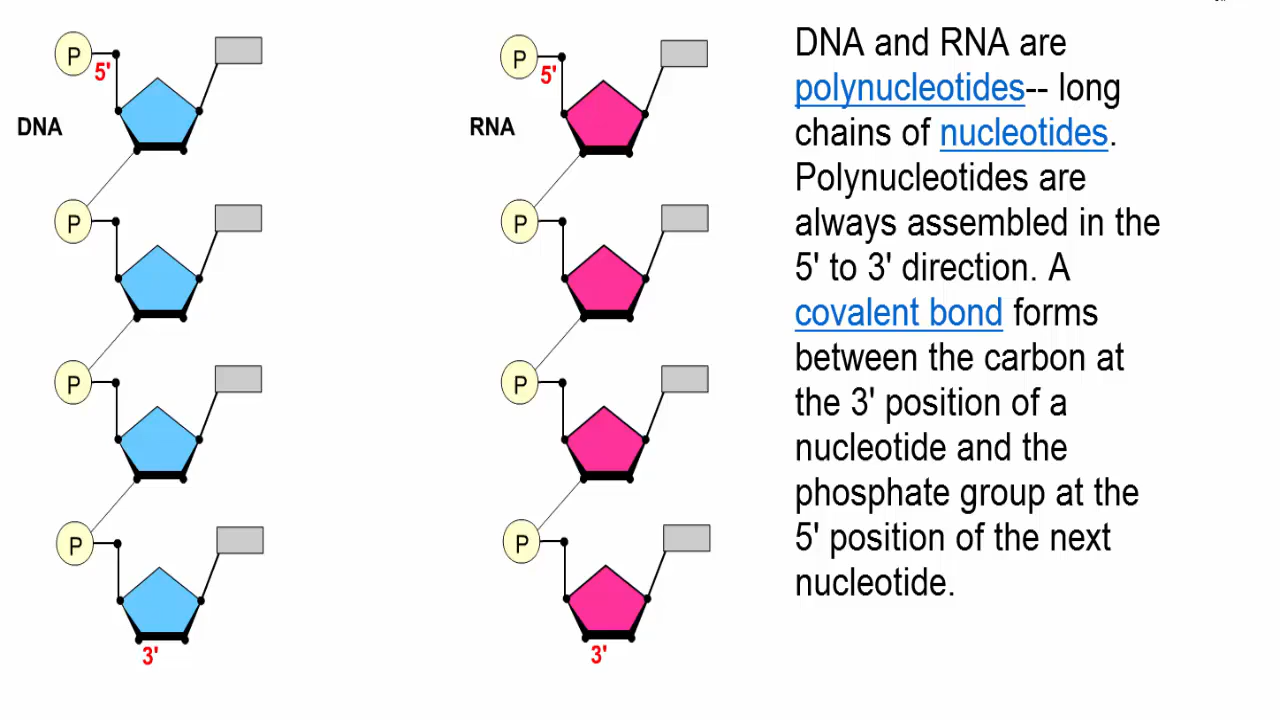 P
5'
DNA
P
P
P
3'
P
5'
RNA
P
P
P
3'
DNA and RNA are
polynucleotides-- long
chains of nucleotides.
Polynucleotides are
always assembled in the
5' to 3' direction. A
covalent bond forms
between the carbon at
the 3' position of a
nucleotide and the
phosphate group at the
5' position of the next
nucleotide.